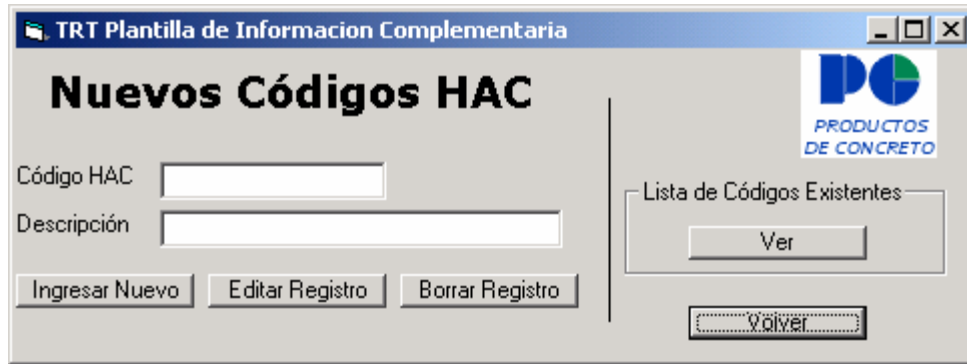 TRT Plantilla de Informacion Complementaria
Nuevos Códigos HAC
PRODUCTOS
DE CONCRETO
Código HAC
Descripción
Ingresar Nuevo
Editar Registro
Borrar Registro
Lista de Códigos Existentes
Ver
Volver